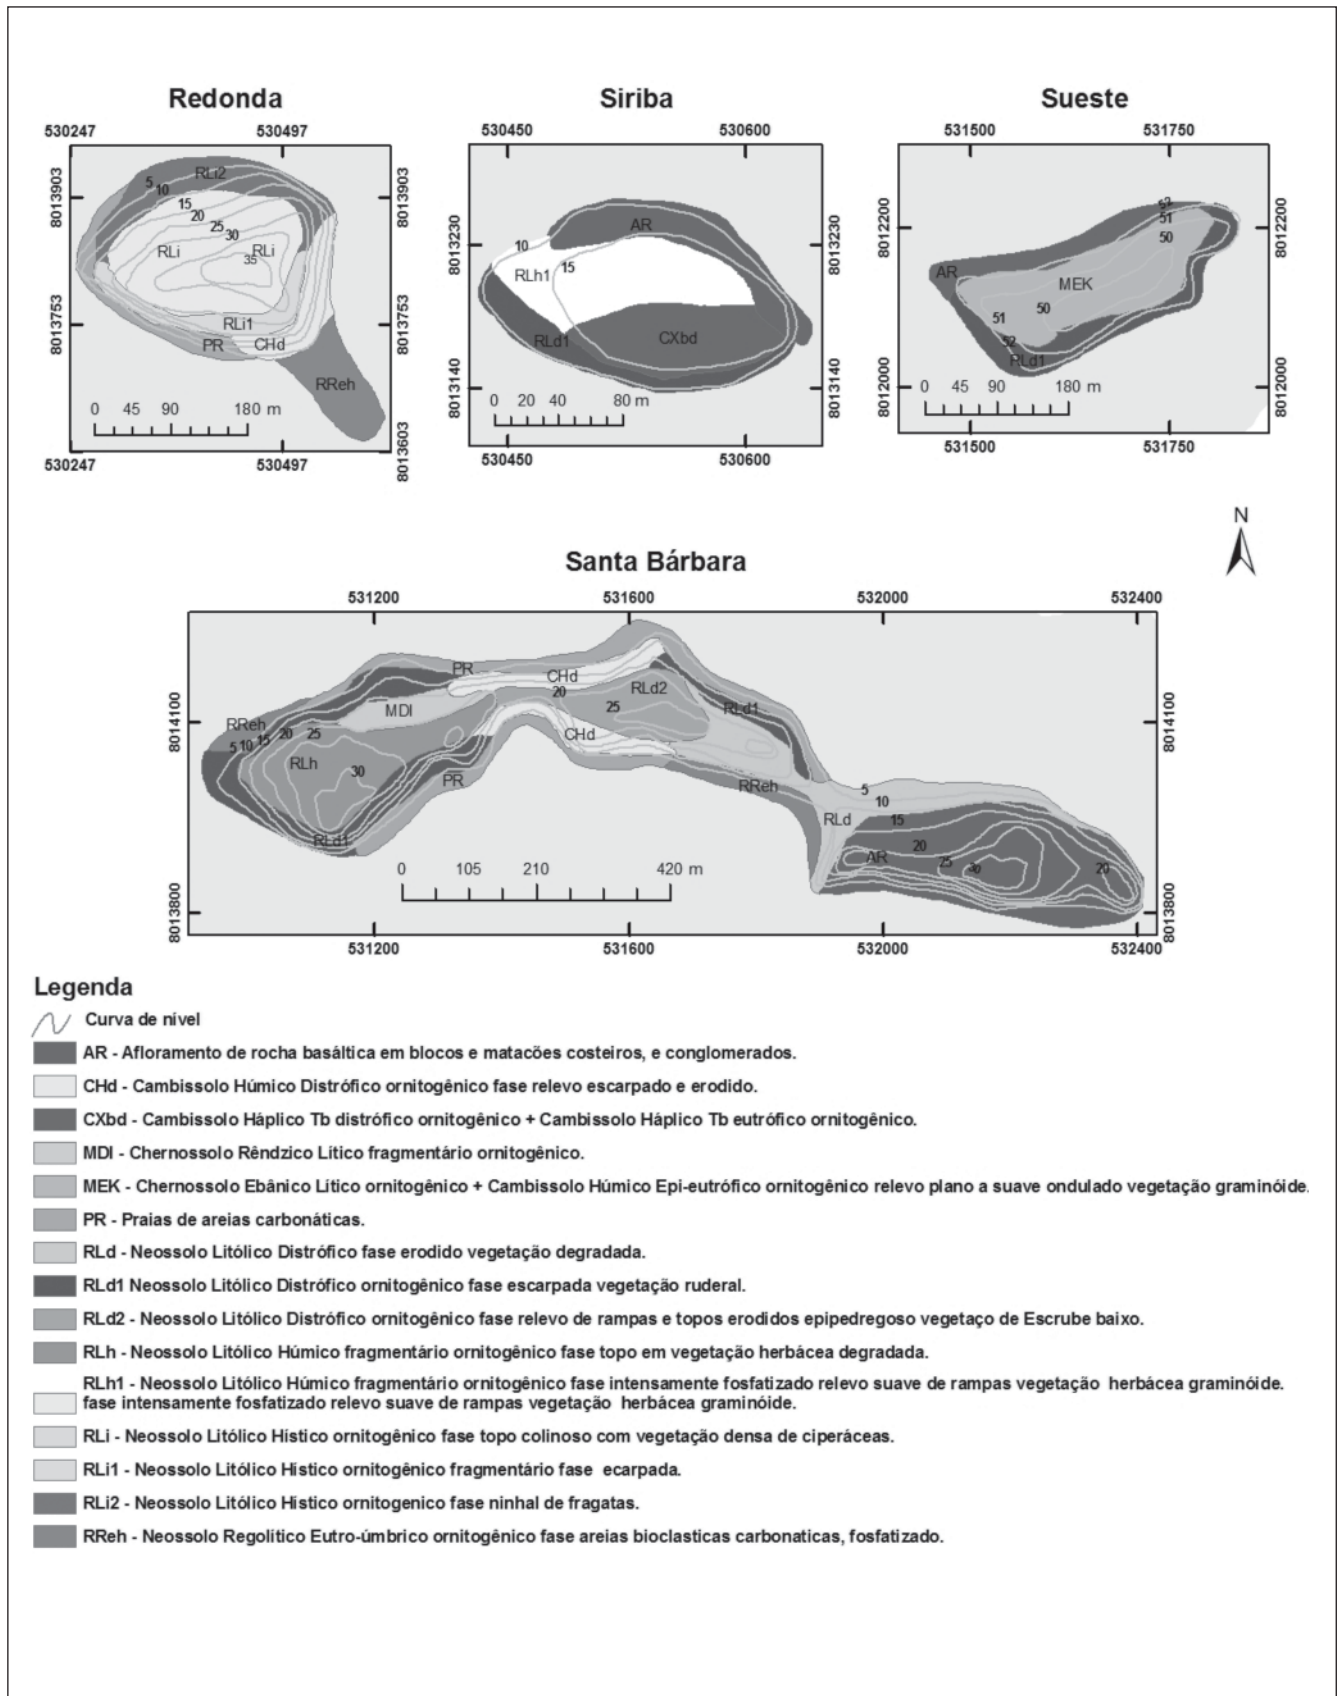 Redonda
530247 530497
8013903 8013903
RLi2
5 10 15 20 25 30
RLi RLi
35
8013753 8013753
RLi1
PR CHd
RReh
0 45 90 180 m
8013603
530247 530497
Siriba
530450 530600
8013230 8013230
AR
10
15
RLh1
RLd1 CXbd
8013140 8013140
0 20 40 80 m
530450 530600
Sueste
531500 531750
8012200 8012200
52
51
50
AR
MEK
50
51
52
RLd1
8012000 8012000
0 45 90 180 m
531500 531750
N
Santa Bárbara
531200 531600 532000 532400
8014100 8014100
PR
CHd
20
RLd2
25
RLd1
MDI
RReh
5 10 15 20 25
CHd
RLh
30
PR
RReh
5
10
RLd
15
RLd1
20
AR
25
30
20
0 105 210 420 m
8013800 8013800
531200 531600 532000 532400
Legenda
Curva de nível
AR - Afloramento de rocha basáltica em blocos e matacões costeiros, e conglomerados.
CHd - Cambissolo Húmico Distrófico ornitogênico fase relevo escarpado e erodido.
CXbd - Cambissolo Háplico Tb distrófico ornitogênico + Cambissolo Háplico Tb eutrófico ornitogênico.
MDI - Chernossolo Rêndzico Lítico fragmentário ornitogênico.
MEK - Chernossolo Ebânico Lítico ornitogênico + Cambissolo Húmico Epi-eutrófico ornitogênico relevo plano a suave ondulado vegetação graminóide.
PR - Praias de areias carbonáticas.
RLd - Neossolo Litólico Distrófico fase erodido vegetação degradada.
RLd1 Neossolo Litólico Distrófico ornitogênico fase escarpada vegetação ruderal.
RLd2 - Neossolo Litólico Distrófico ornitogênico fase relevo de rampas e topos erodidos epipedregoso vegetaço de Escrube baixo.
RLh - Neossolo Litólico Húmico fragmentário ornitogênico fase topo em vegetação herbácea degradada.
RLh1 - Neossolo Litólico Húmico fragmentário ornitogênico fase intensamente fosfatizado relevo suave de rampas vegetação herbácea graminóide.
fase intensamente fosfatizado relevo suave de rampas vegetação herbácea graminóide.
RLi - Neossolo Litólico Hístico ornitogênico fase topo colinoso com vegetação densa de ciperáceas.
RLi1 - Neossolo Litólico Hístico ornitogênico fragmentário fase ecarpada.
RLi2 - Neossolo Litólico Hístico ornitogenico fase ninhal de fragatas.
RReh - Neossolo Regolítico Eutro-úmbrico ornitogênico fase areias bioclasticas carbonaticas, fosfatizado.